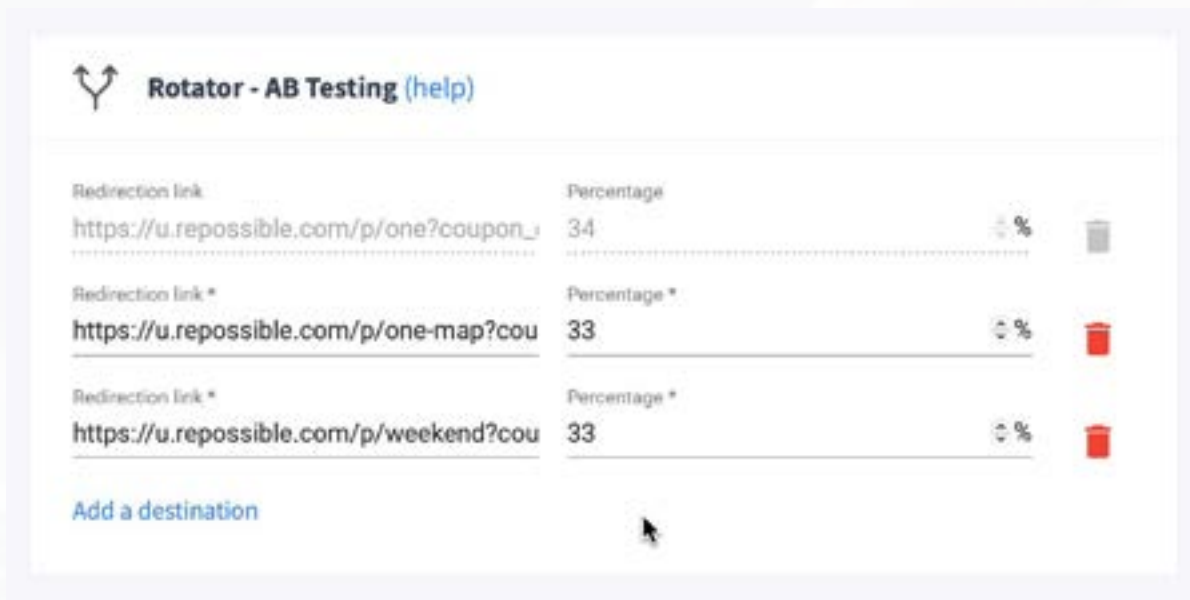 Rotator - AB Testing (help)
Redirection link Percentage
https://u.repossible.com/p/one?coupon_ 34 %
Redirection link * Percentage *
https://u.repossible.com/p/one-map?cou 33 %
Redirection link * Percentage *
https://u.repossible.com/p/weekend?cou 33 %
Add a destination